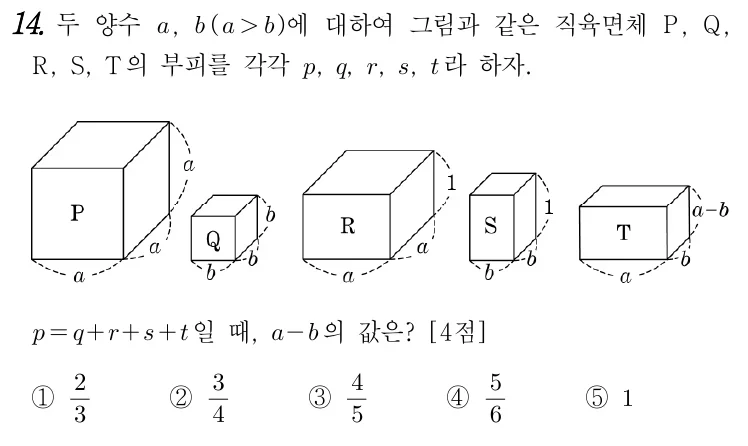 14. 두 양수 a, b(a>b)에 대하여 그림과 같은 직육면체 P, Q,
R, S, T의 부피를 각각 p, q, r, s, t라 하자.
P a a a
Q b b b
R 1 a a
S 1 b b
T a-b b a
p=q+r+s+t일 때, a-b의 값은? [4점]
① 2/3 ② 3/4 ③ 4/5 ④ 5/6 ⑤ 1